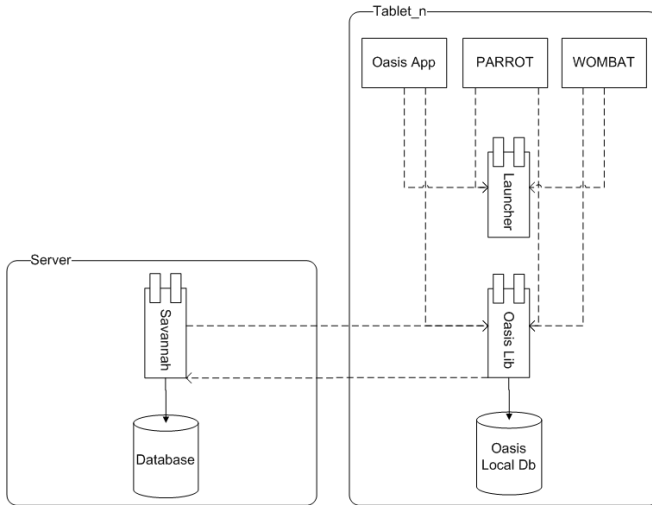 Tablet_n
Oasis App
PARROT
WOMBAT
Launcher
Server
Savannah
Oasis Lib
Database
Oasis
Local Db